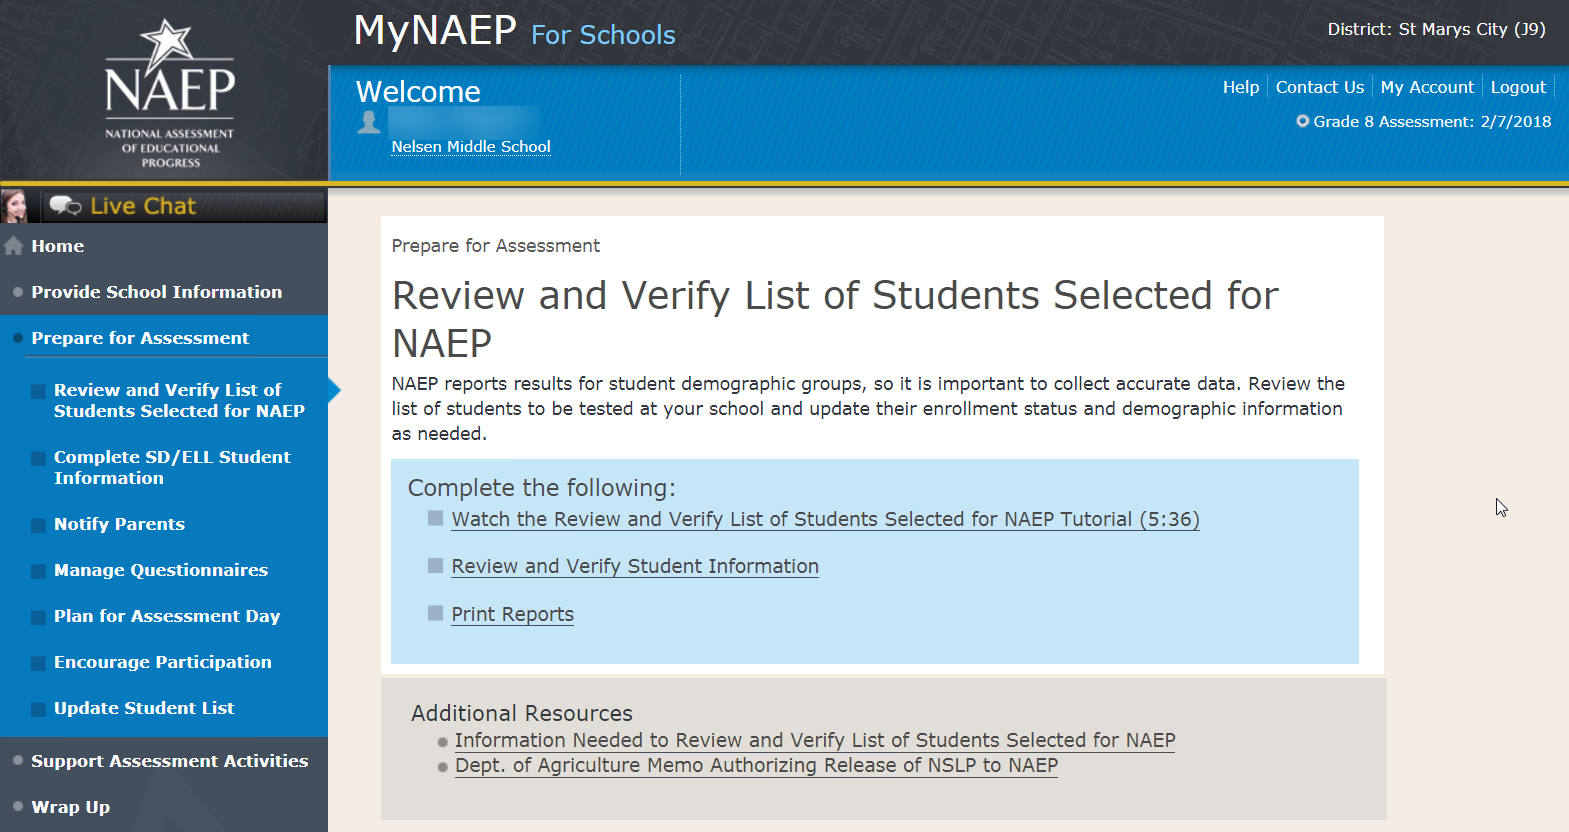 NAEP
NATIONAL ASSESSMENT
OF EDUCATIONAL
PROGRESS
MyNAEP For Schools
District: St Marys City (J9)
Welcome
Nelsen Middle School
Help Contact Us My Account Logout
Grade 8 Assessment: 2/7/2018
Live Chat
Home
Provide School Information
Prepare for Assessment
Review and Verify List of
Students Selected for NAEP
Complete SD/ELL Student
Information
Notify Parents
Manage Questionnaires
Plan for Assessment Day
Encourage Participation
Update Student List
Support Assessment Activities
Wrap Up
Prepare for Assessment
Review and Verify List of Students Selected for
NAEP
NAEP reports results for student demographic groups, so it is important to collect accurate data. Review the
list of students to be tested at your school and update their enrollment status and demographic information
as needed.
Complete the following:
Watch the Review and Verify List of Students Selected for NAEP Tutorial (5:36)
Review and Verify Student Information
Print Reports
Additional Resources
Information Needed to Review and Verify List of Students Selected for NAEP
Dept. of Agriculture Memo Authorizing Release of NSLP to NAEP